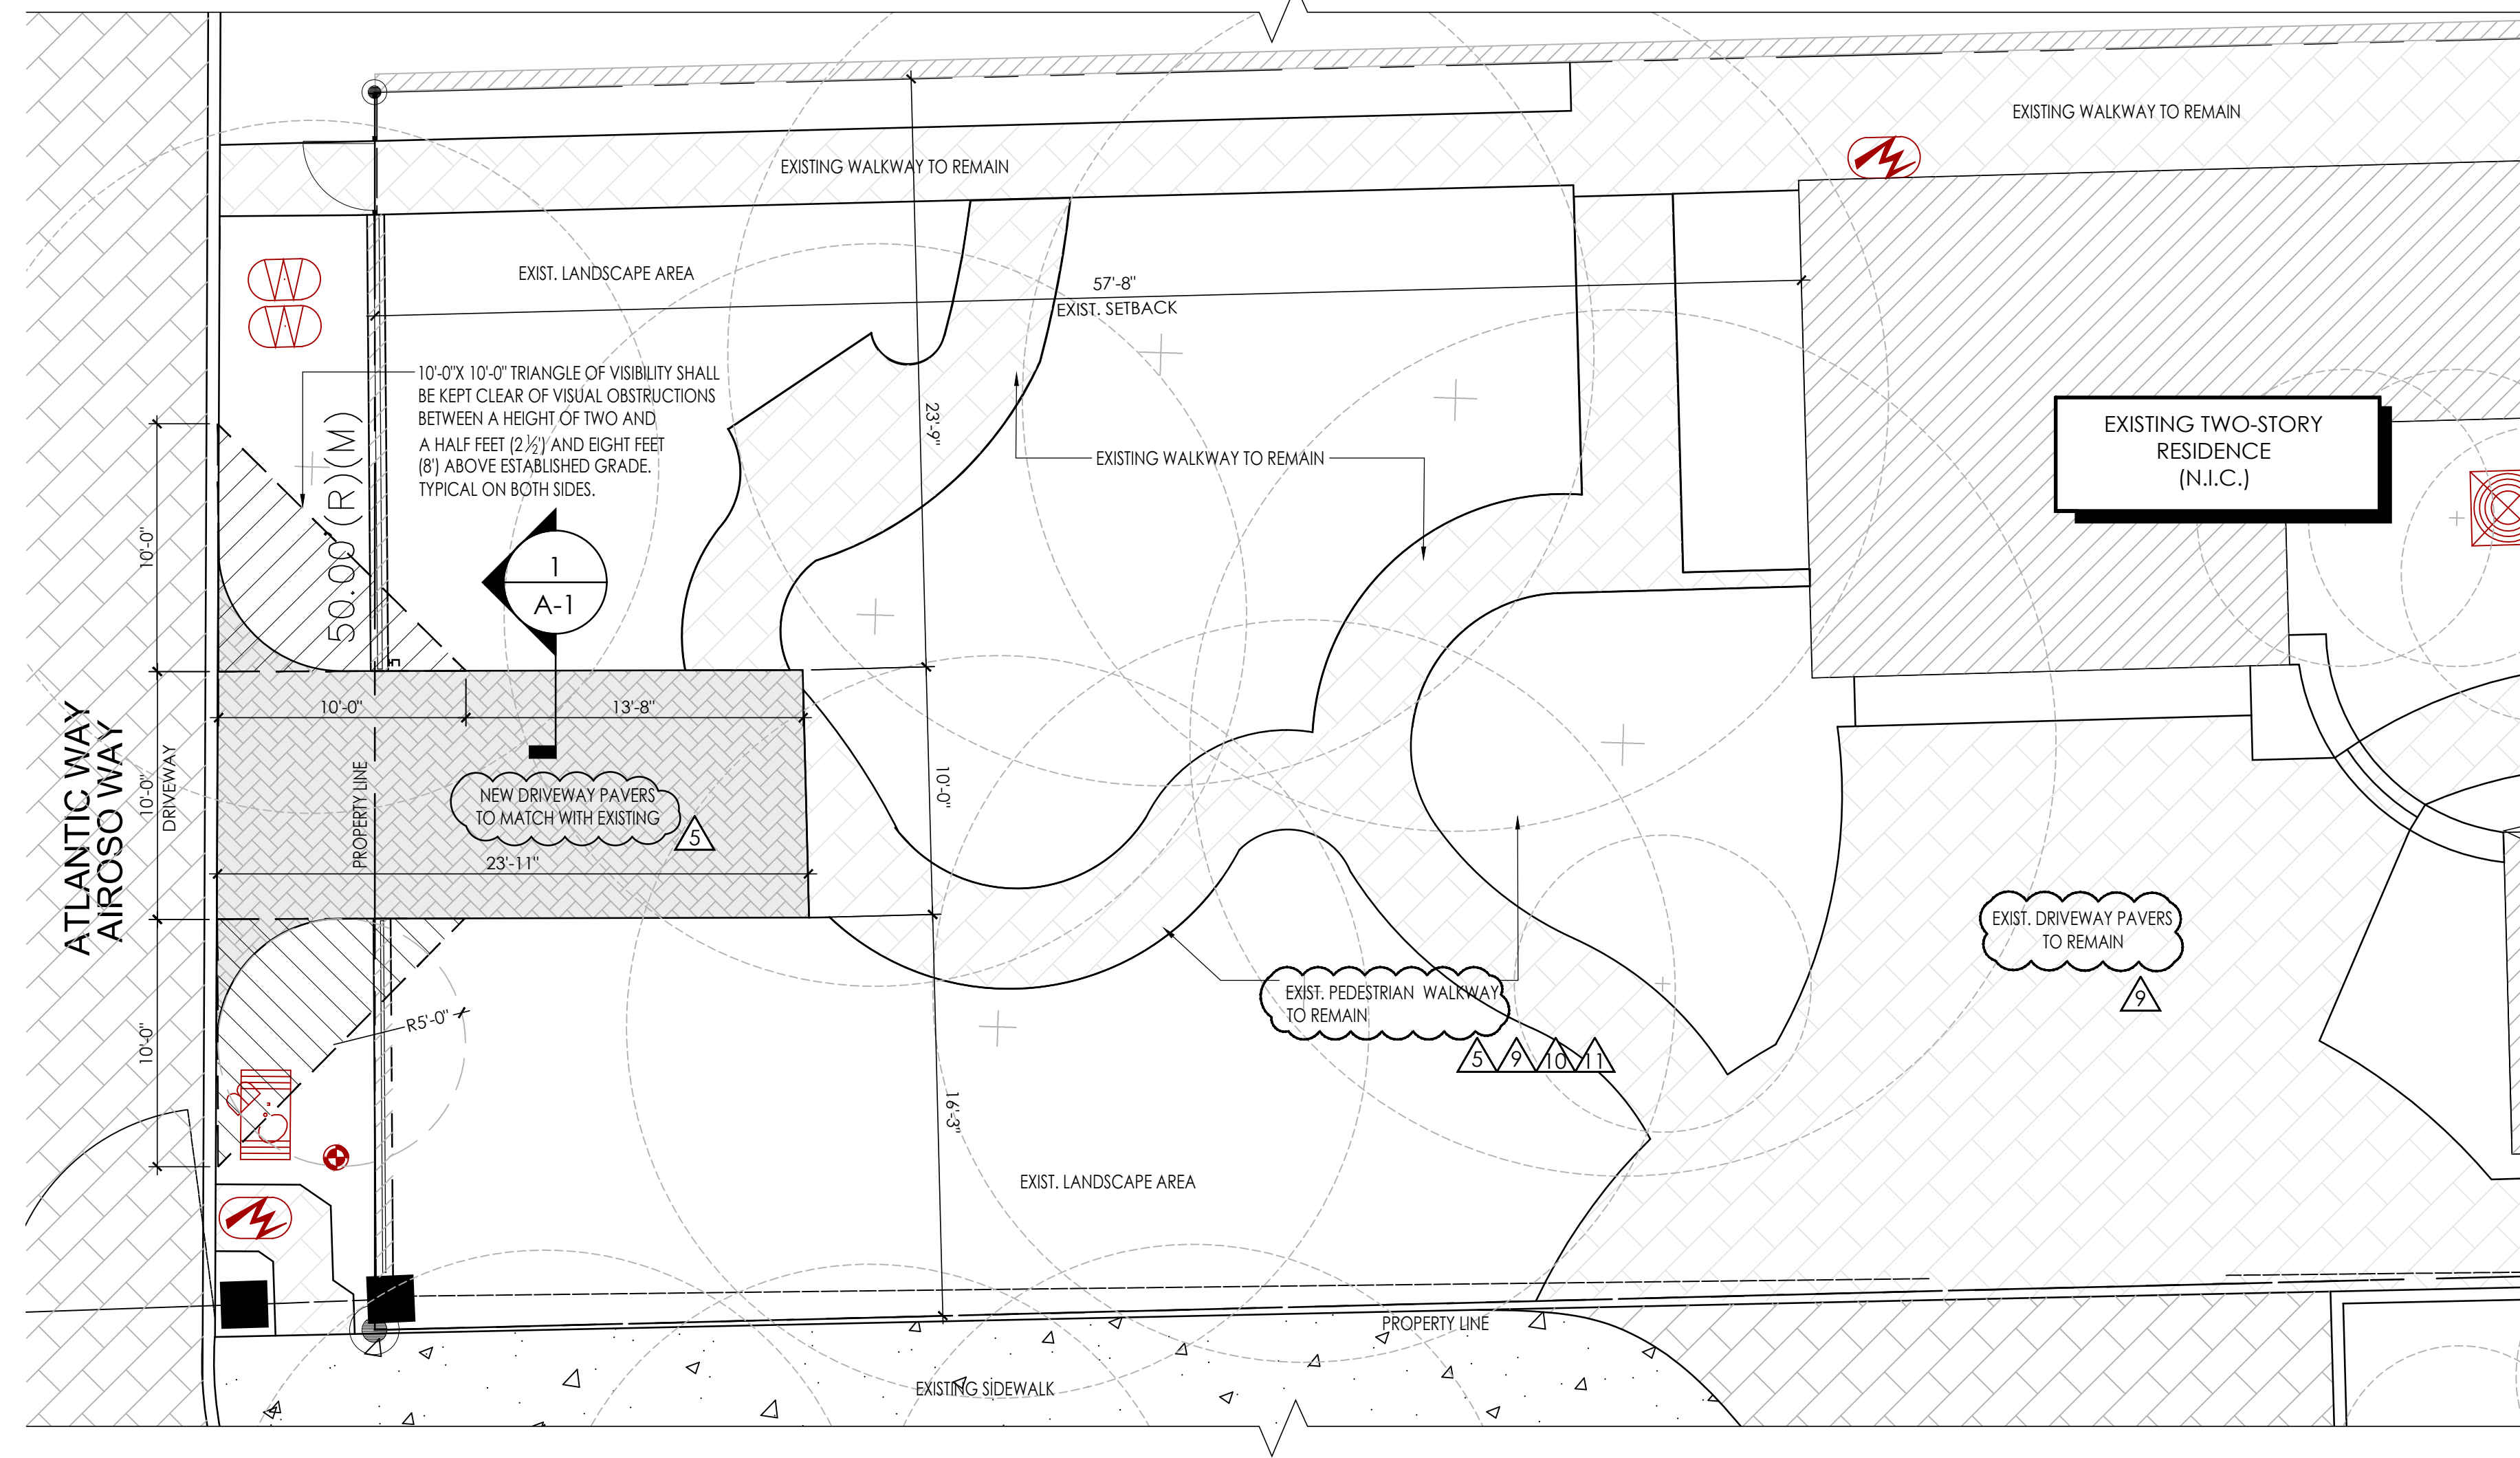 EXISTING WALKWAY TO REMAIN
EXISTING WALKWAY TO REMAIN
EXIST. LANDSCAPE AREA
57'-8"
EXIST. SETBACK
W
W
10'-0"X 10'-0" TRIANGLE OF VISIBILITY SHALL
BE KEPT CLEAR OF VISUAL OBSTRUCTIONS
BETWEEN A HEIGHT OF TWO AND
A HALF FEET (2 ½') AND EIGHT FEET
(8') ABOVE ESTABLISHED GRADE.
TYPICAL ON BOTH SIDES.
50.00' (R)(M)
23'-9"
EXISTING WALKWAY TO REMAIN
EXISTING TWO-STORY
RESIDENCE
(N.I.C.)
10'-0"
1
A-1
10'-0"
13'-8"
ATLANTIC WAY
AIROSO WAY
10'-0"
DRIVEWAY
PROPERTY LINE
NEW DRIVEWAY PAVERS
TO MATCH WITH EXISTING
5
23'-11"
10'-0"
EXIST. DRIVEWAY PAVERS
TO REMAIN
9
EXIST. PEDESTRIAN WALKWAY
TO REMAIN
5
9
10
11
10'-0"
R5'-0"
16'-3"
EXIST. LANDSCAPE AREA
PROPERTY LINE
EXISTING SIDEWALK